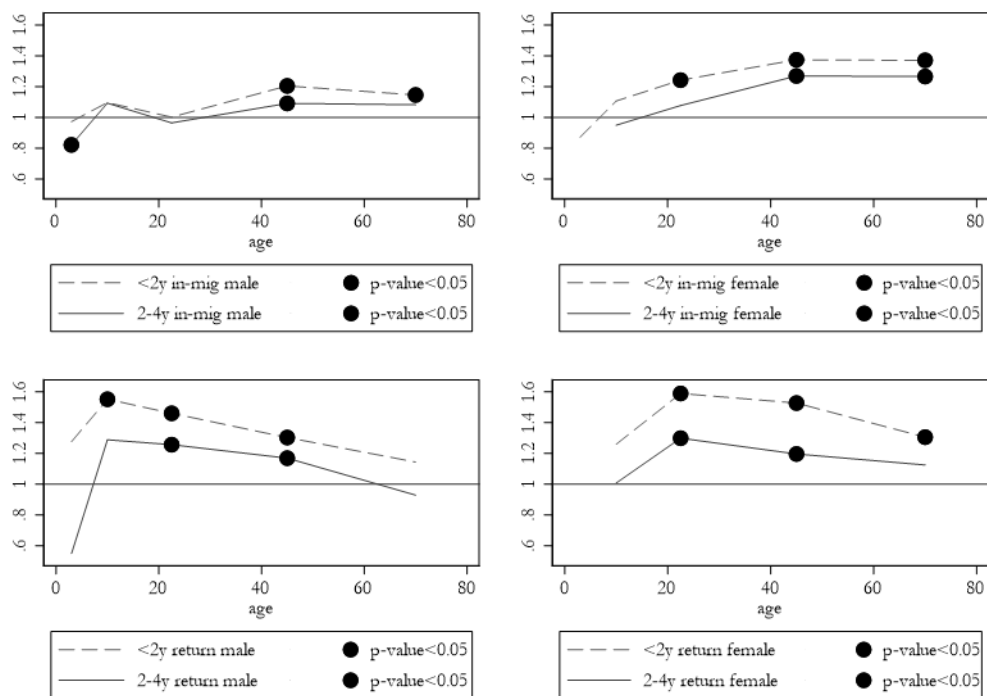 1.6
1.4
1.2
1
.8
.6
0 20 40 60 80
age
<2y in-mig male p-value<0.05
2-4y in-mig male p-value<0.05
1.6
1.4
1.2
1
.8
.6
0 20 40 60 80
age
<2y in-mig female p-value<0.05
2-4y in-mig female p-value<0.05
1.6
1.4
1.2
1
.8
.6
0 20 40 60 80
age
<2y return male p-value<0.05
2-4y return male p-value<0.05
1.6
1.4
1.2
1
.8
.6
0 20 40 60 80
age
<2y return female p-value<0.05
2-4y return female p-value<0.05